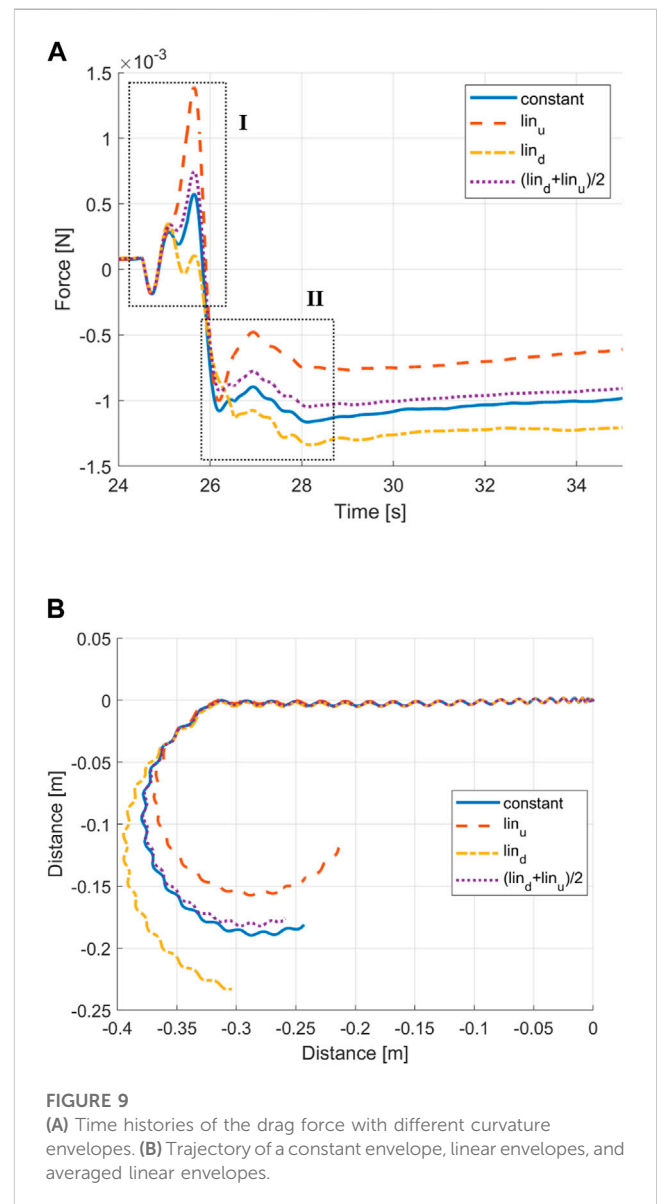 A
×10⁻³
1.5
1
0.5
0
-0.5
-1
-1.5
Force [N]
I
II
constant
lin_u
lin_d
(lin_d+lin_u)/2
24
26
28
30
32
34
Time [s]
B
0.05
0
-0.05
-0.1
-0.15
-0.2
-0.25
Distance [m]
constant
lin_u
lin_d
(lin_d+lin_u)/2
-0.4
-0.35
-0.3
-0.25
-0.2
-0.15
-0.1
-0.05
0
Distance [m]
FIGURE 9
(A) Time histories of the drag force with different curvature
envelopes. (B) Trajectory of a constant envelope, linear envelopes, and
averaged linear envelopes.